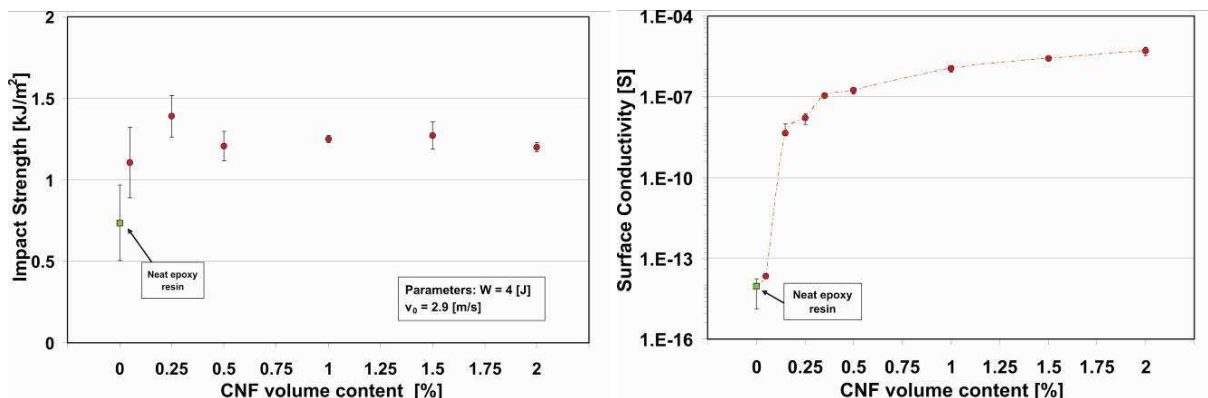 Impact Strength [kJ/m²]
2
1.5
1
0.5
0
Neat epoxy
resin
Parameters: W = 4 [J]
v₀ = 2.9 [m/s]
0 0.25 0.5 0.75 1 1.25 1.5 1.75 2
CNF volume content [%]
Surface Conductivity [S]
1.E-04
1.E-07
1.E-10
1.E-13
1.E-16
Neat epoxy
resin
0 0.25 0.5 0.75 1 1.25 1.5 1.75 2
CNF volume content [%]